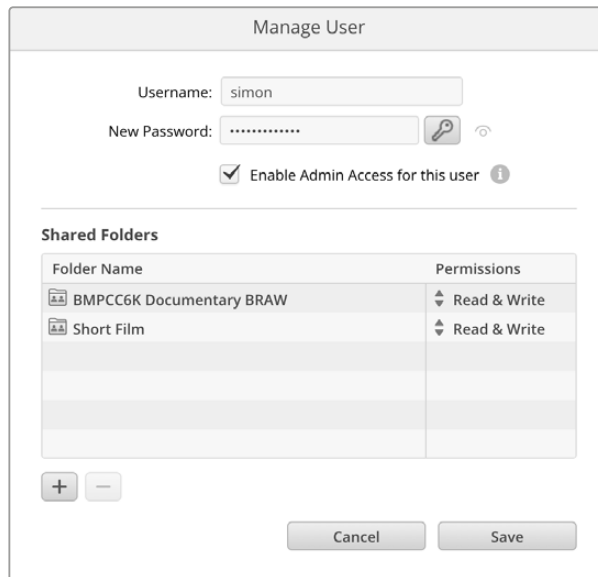 Manage User
Username: simon
New Password: •••••••••••••
Enable Admin Access for this user
Shared Folders
Folder Name Permissions
BMPCC6K Documentary BRAW Read & Write
Short Film Read & Write
Cancel Save